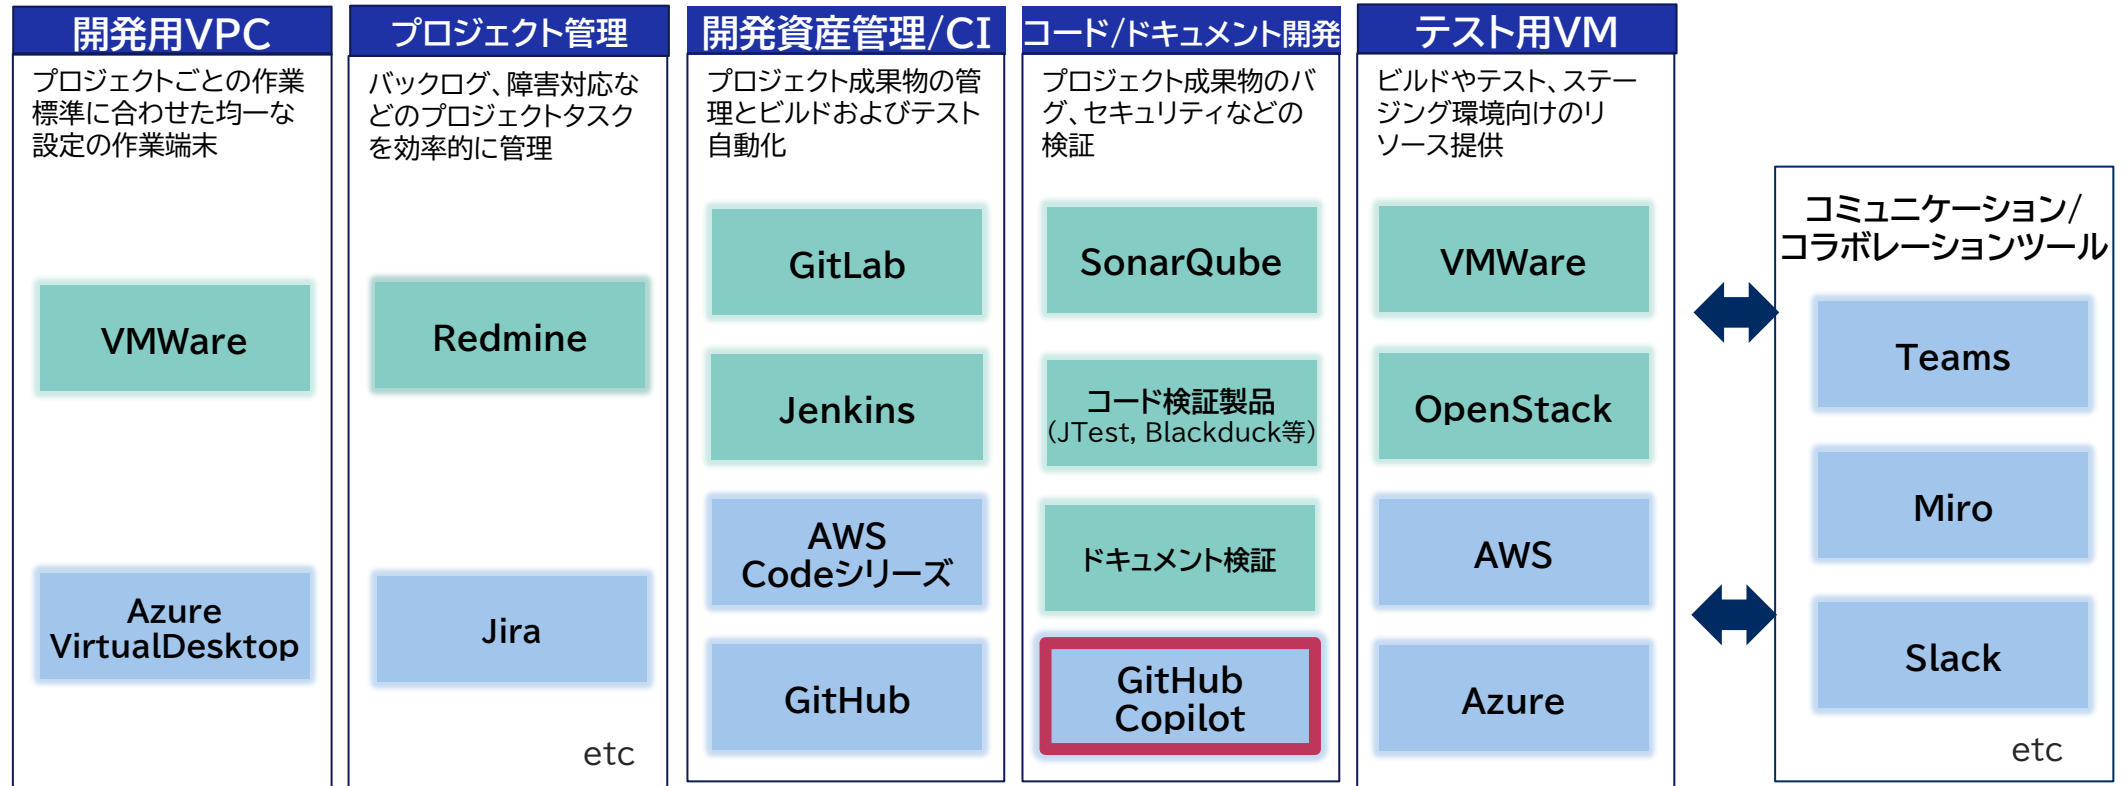 開発用VPC
プロジェクトごとの作業
標準に合わせた均一な
設定の作業端末
VMWare
Azure
VirtualDesktop
プロジェクト管理
バックログ、障害対応な
どのプロジェクトタスク
を効率的に管理
Redmine
Jira
etc
開発資産管理/CI
プロジェクト成果物の管
理とビルドおよびテスト
自動化
GitLab
Jenkins
AWS
Codeシリーズ
GitHub
コード/ドキュメント開発
プロジェクト成果物のバ
グ、セキュリティなどの
検証
SonarQube
コード検証製品
(JTest, Blackduck等)
ドキュメント検証
GitHub
Copilot
テスト用VM
ビルドやテスト、ステー
ジング環境向けのリ
ソース提供
VMWare
OpenStack
AWS
Azure
コミュニケーション/
コラボレーションツール
Teams
Miro
Slack
etc